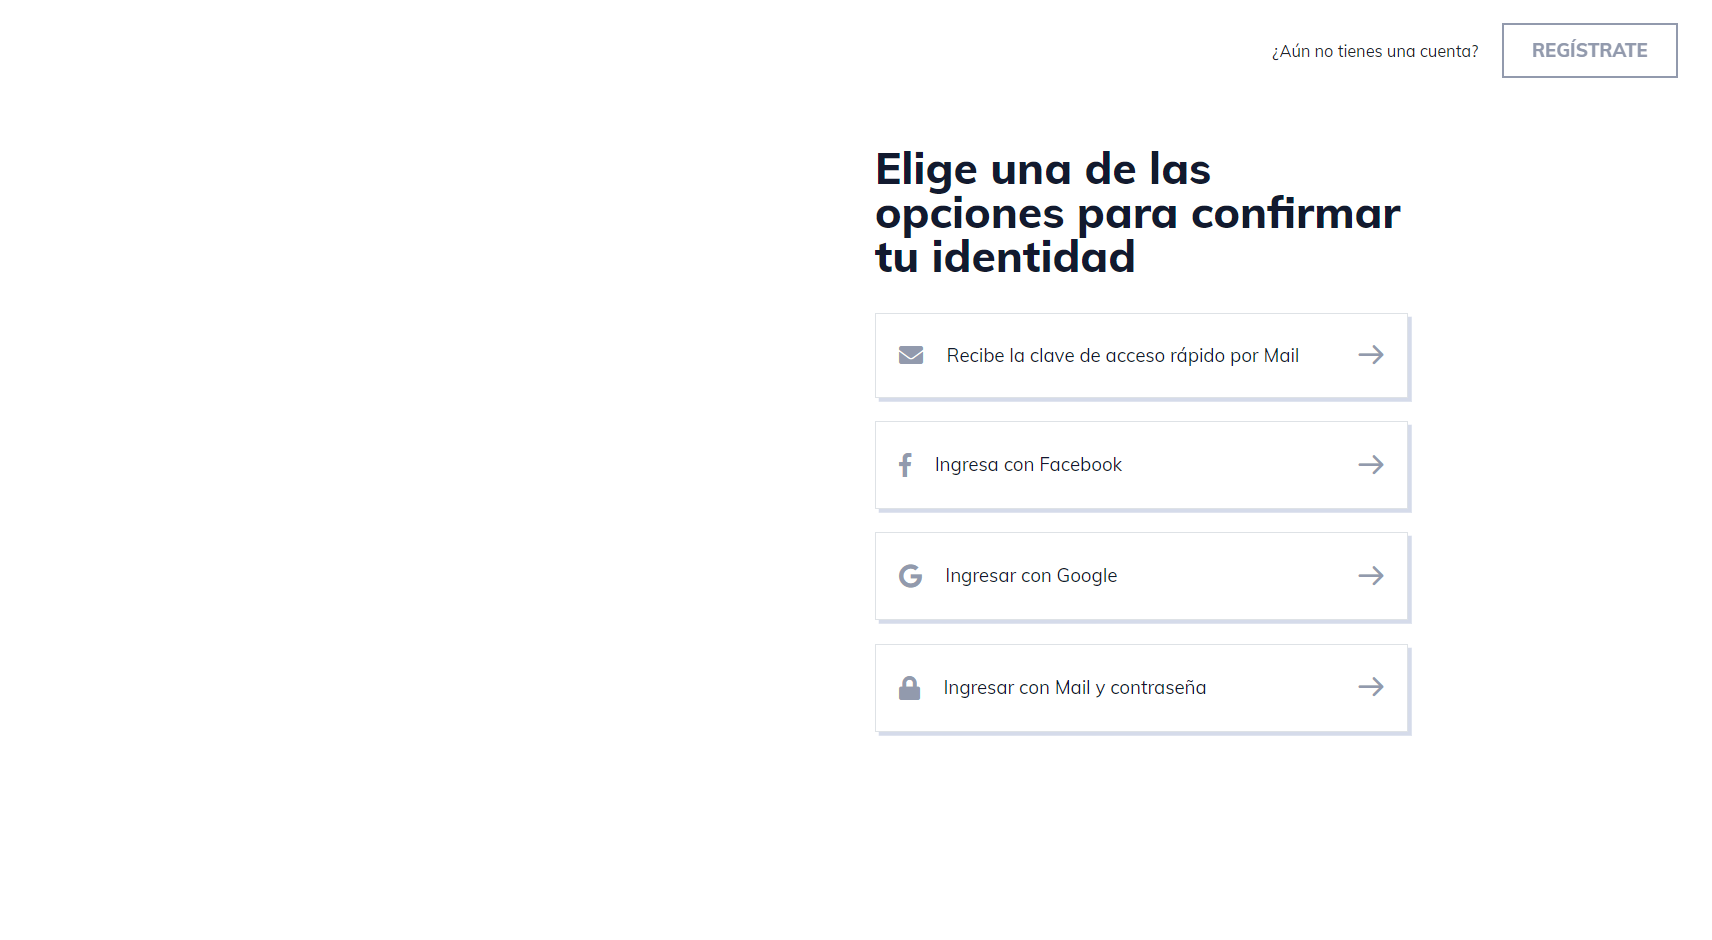 ¿Aún no tienes una cuenta? REGÍSTRATE
Elige una de las
opciones para confirmar
tu identidad
Recibe la clave de acceso rápido por Mail
Ingresa con Facebook
Ingresar con Google
Ingresar con Mail y contraseña